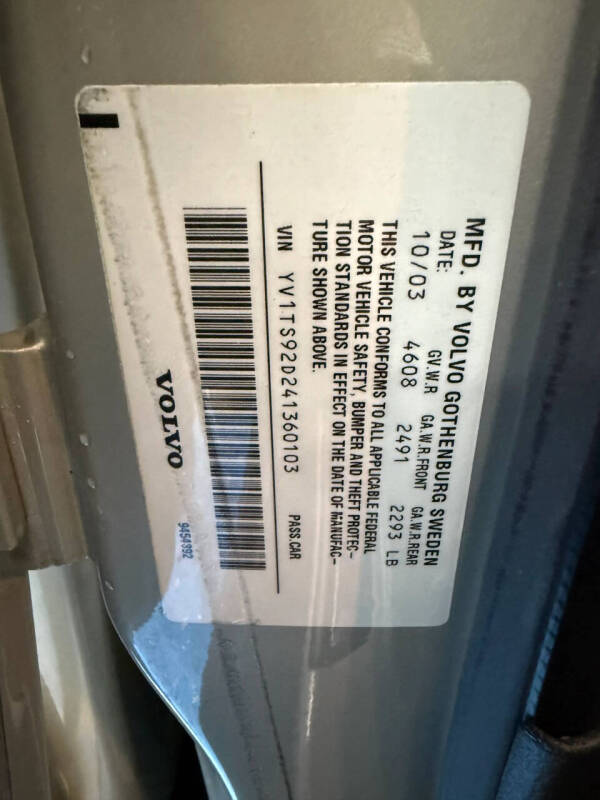 MFD. BY VOLVO GOTHENBURG SWEDEN
DATE: GV.W.R GA.W.R.FRONT GA.W.R.REAR
10/03 4608 2491 2293 LB
THIS VEHICLE CONFORMS TO ALL APPLICABLE FEDERAL
MOTOR VEHICLE SAFETY, BUMPER AND THEFT PROTEC-
TION STANDARDS IN EFFECT ON THE DATE OF MANUFAC-
TURE SHOWN ABOVE.
VIN YV1TS92D241360103 PASS.CAR
VOLVO
9454392